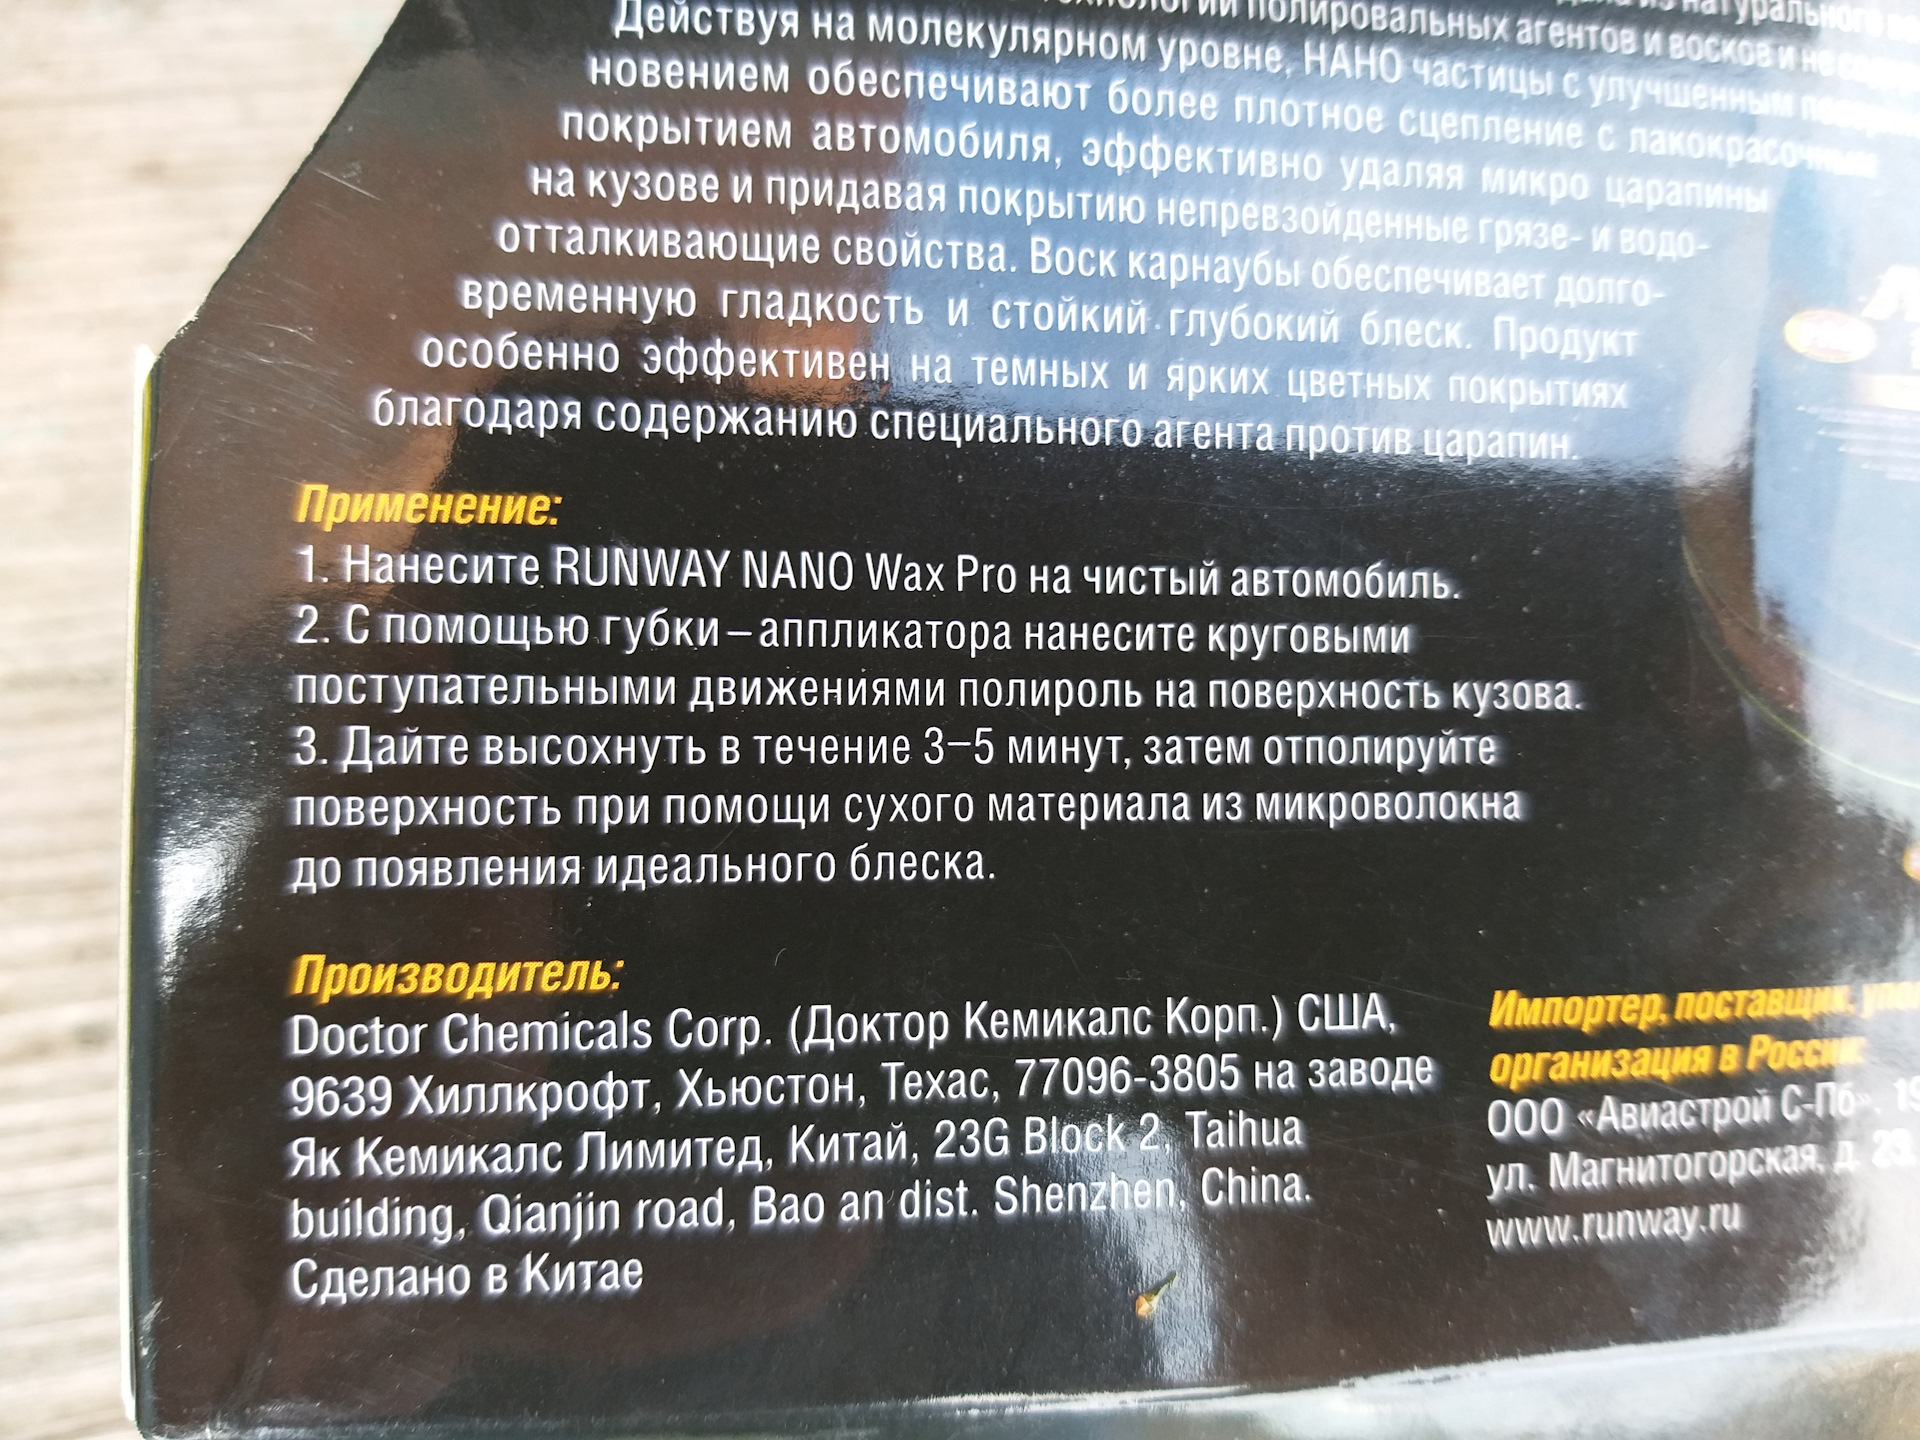 полировальных агентов и восков и не
Действуя на молекулярном уровне, НАНО частицы с улучшенным
новением обеспечивают более плотное сцепление с лакокрасочным
покрытием автомобиля, эффективно удаляя микро царапины
на кузове и придавая покрытию непревзойденные грязе- и водо-
отталкивающие свойства. Воск карнаубы обеспечивает долго-
временную гладкость и стойкий глубокий блеск. Продукт
особенно эффективен на темных и ярких цветных покрытиях
благодаря содержанию специального агента против царапин.
Применение:
1. Нанесите RUNWAY NANO Wax Pro на чистый автомобиль.
2. С помощью губки – аппликатора нанесите круговыми
поступательными движениями полироль на поверхность кузова.
3. Дайте высохнуть в течение 3–5 минут, затем отполируйте
поверхность при помощи сухого материала из микроволокна
до появления идеального блеска.
Производитель:
Doctor Chemicals Corp. (Доктор Кемикалс Корп.) США,
9639 Хиллкрофт, Хьюстон, Техас, 77096-3805 на заводе
Як Кемикалс Лимитед, Китай, 23G Block 2, Taihua
building, Qianjin road, Bao an dist. Shenzhen, China.
Сделано в Китае
Импортер, поставщик,
организация в России:
ООО «Авиастрой С-Пб». 19
ул. Магнитогорская, д. 23,
www.runway.ru